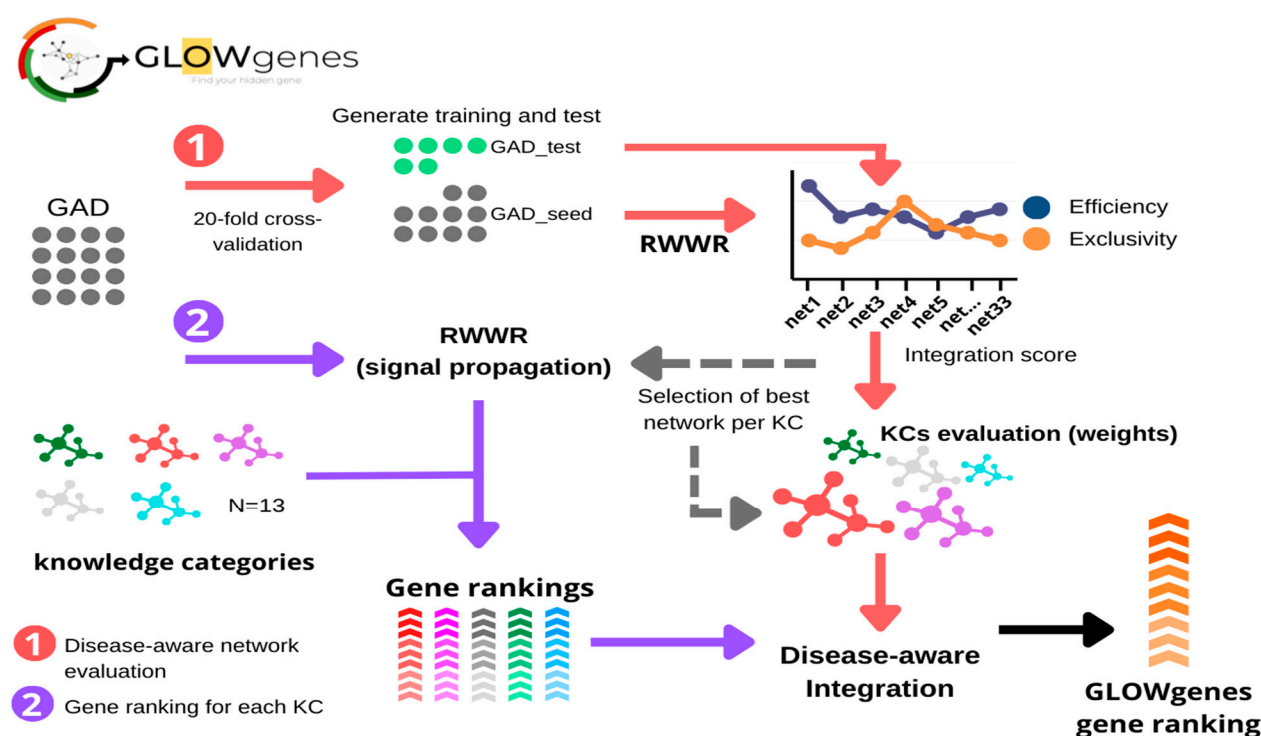 GLOWgenes
Find your hidden gene
Generate training and test
1
GAD_test
GAD
20-fold cross-
validation
GAD_seed
RWWR
Efficiency
Exclusivity
net1
net2
net3
net4
net5
net...
net33
2
RWWR
(signal propagation)
Integration score
Selection of best
network per KC
KCs evaluation (weights)
N=13
knowledge categories
Gene rankings
1
Disease-aware network
evaluation
2
Gene ranking for each KC
Disease-aware
Integration
GLOWgenes
gene ranking